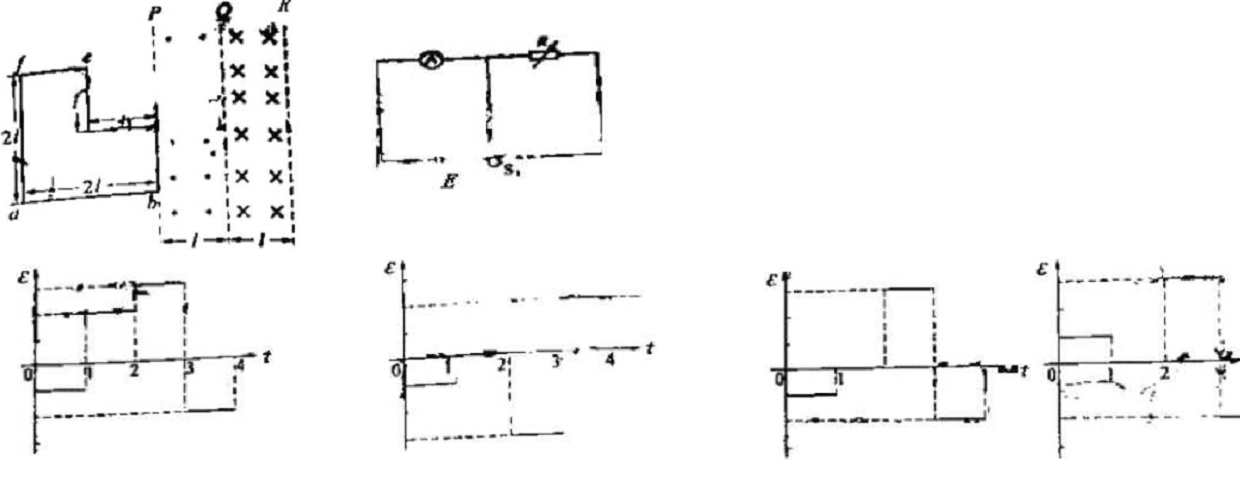 P Q R
f e
2l
2l
a b
l l
A R
E S₁
ε
0 1 2 3 4 t
ε
0 1 2 3 4 t
ε
0 1 t
ε
0 1 2